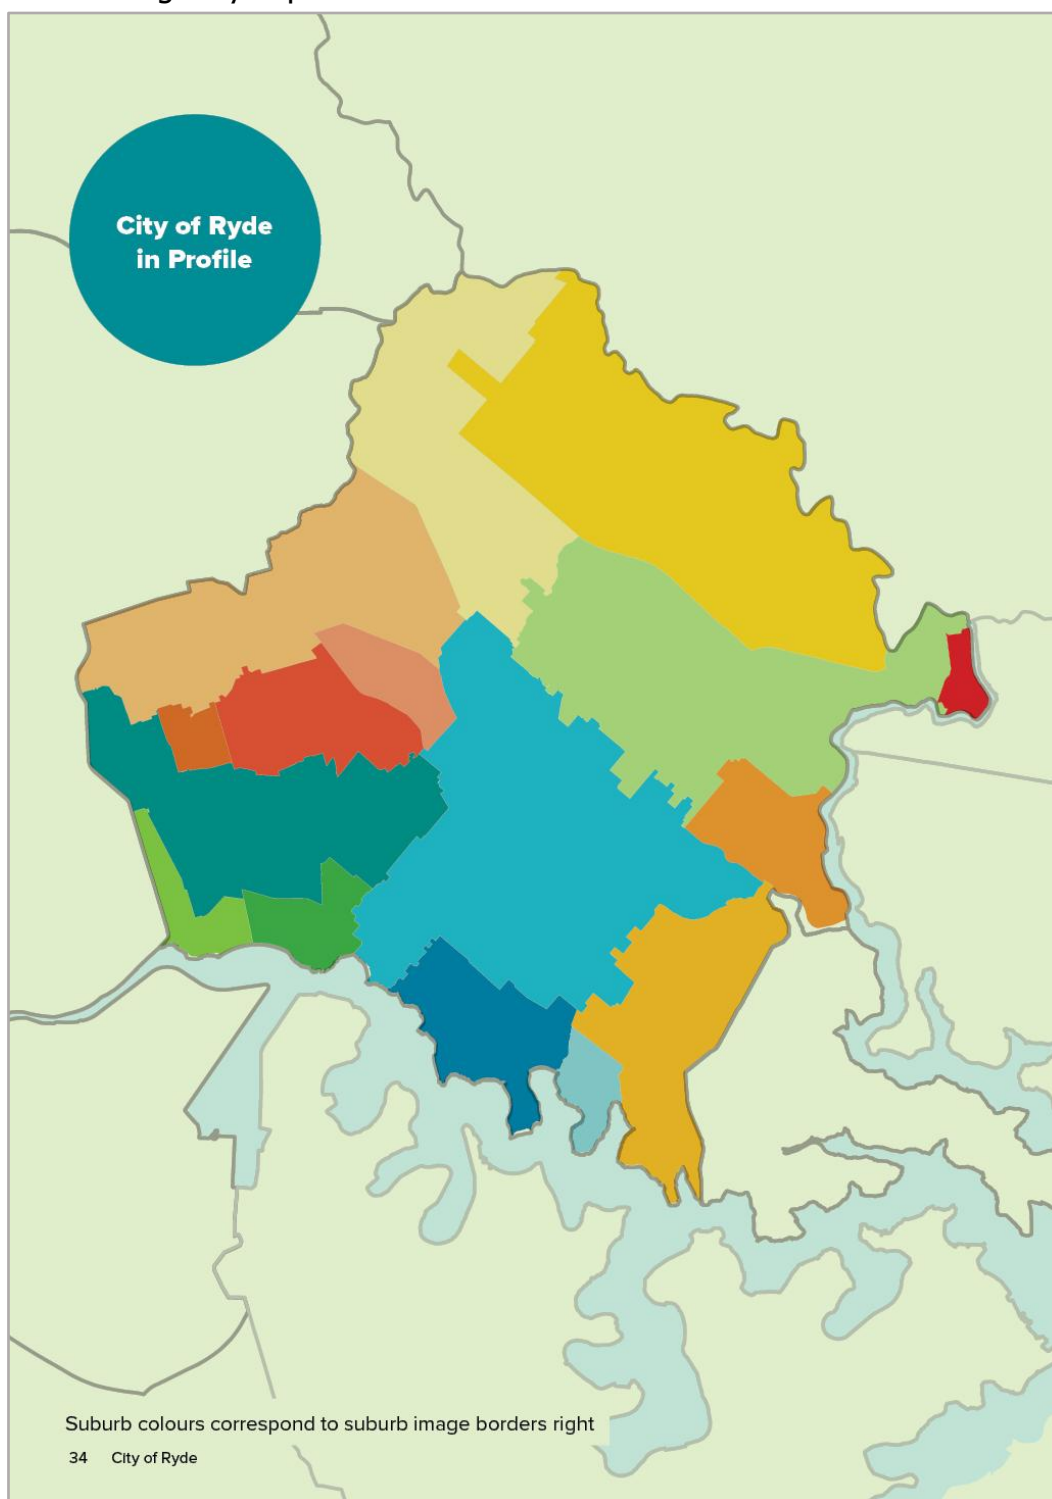 City of Ryde
in Profile
Suburb colours correspond to suburb image borders right
34 City of Ryde